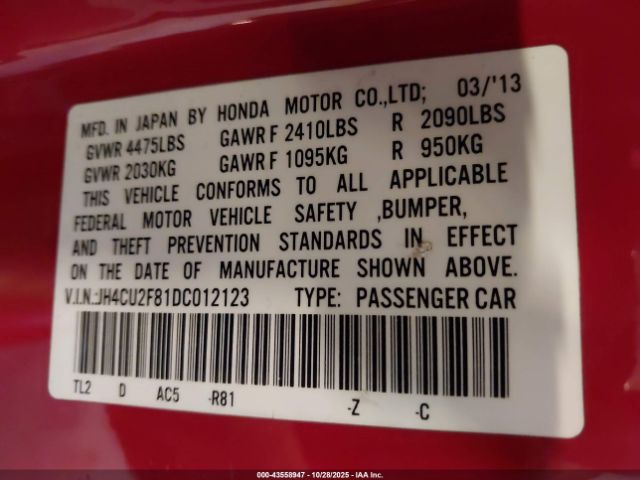 MFD. IN JAPAN BY HONDA MOTOR CO.,LTD; 03/'13
GVWR 4475LBS GAWR F 2410LBS R 2090LBS
GVWR 2030KG GAWR F 1095KG R 950KG
THIS VEHICLE CONFORMS TO ALL APPLICABLE
FEDERAL MOTOR VEHICLE SAFETY ,BUMPER,
AND THEFT PREVENTION STANDARDS IN EFFECT
ON THE DATE OF MANUFACTURE SHOWN ABOVE.
V.I.N.:JH4CU2F81DC012123 TYPE: PASSENGER CAR
TL2 D AC5 -R81 -Z -C
000-43558947 | 10/28/2025 | IAA Inc.